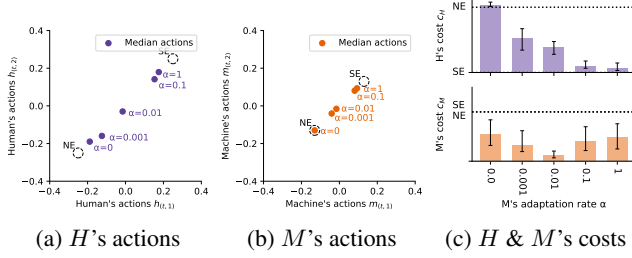 0.4
0.2
0.0
−0.2
−0.4
Human's actions h(t,2)
Median actions
SE
α=1
α=0.1
α=0.01
α=0.001
α=0
NE
−0.4 −0.2 0.0 0.2 0.4
Human's actions h(t,1)
(a) H's actions
0.4
0.2
0.0
−0.2
−0.4
Machine's actions m(t,2)
Median actions
SE
α=1
α=0.1
α=0.01
α=0.001
NE
α=0
−0.4 −0.2 0.0 0.2 0.4
Machine's actions m(t,1)
(b) M's actions
NE
SE
H's cost cH
SE
NE
M's cost cM
0.0 0.001 0.01 0.1 1
M's adaptation rate α
(c) H & M's costs